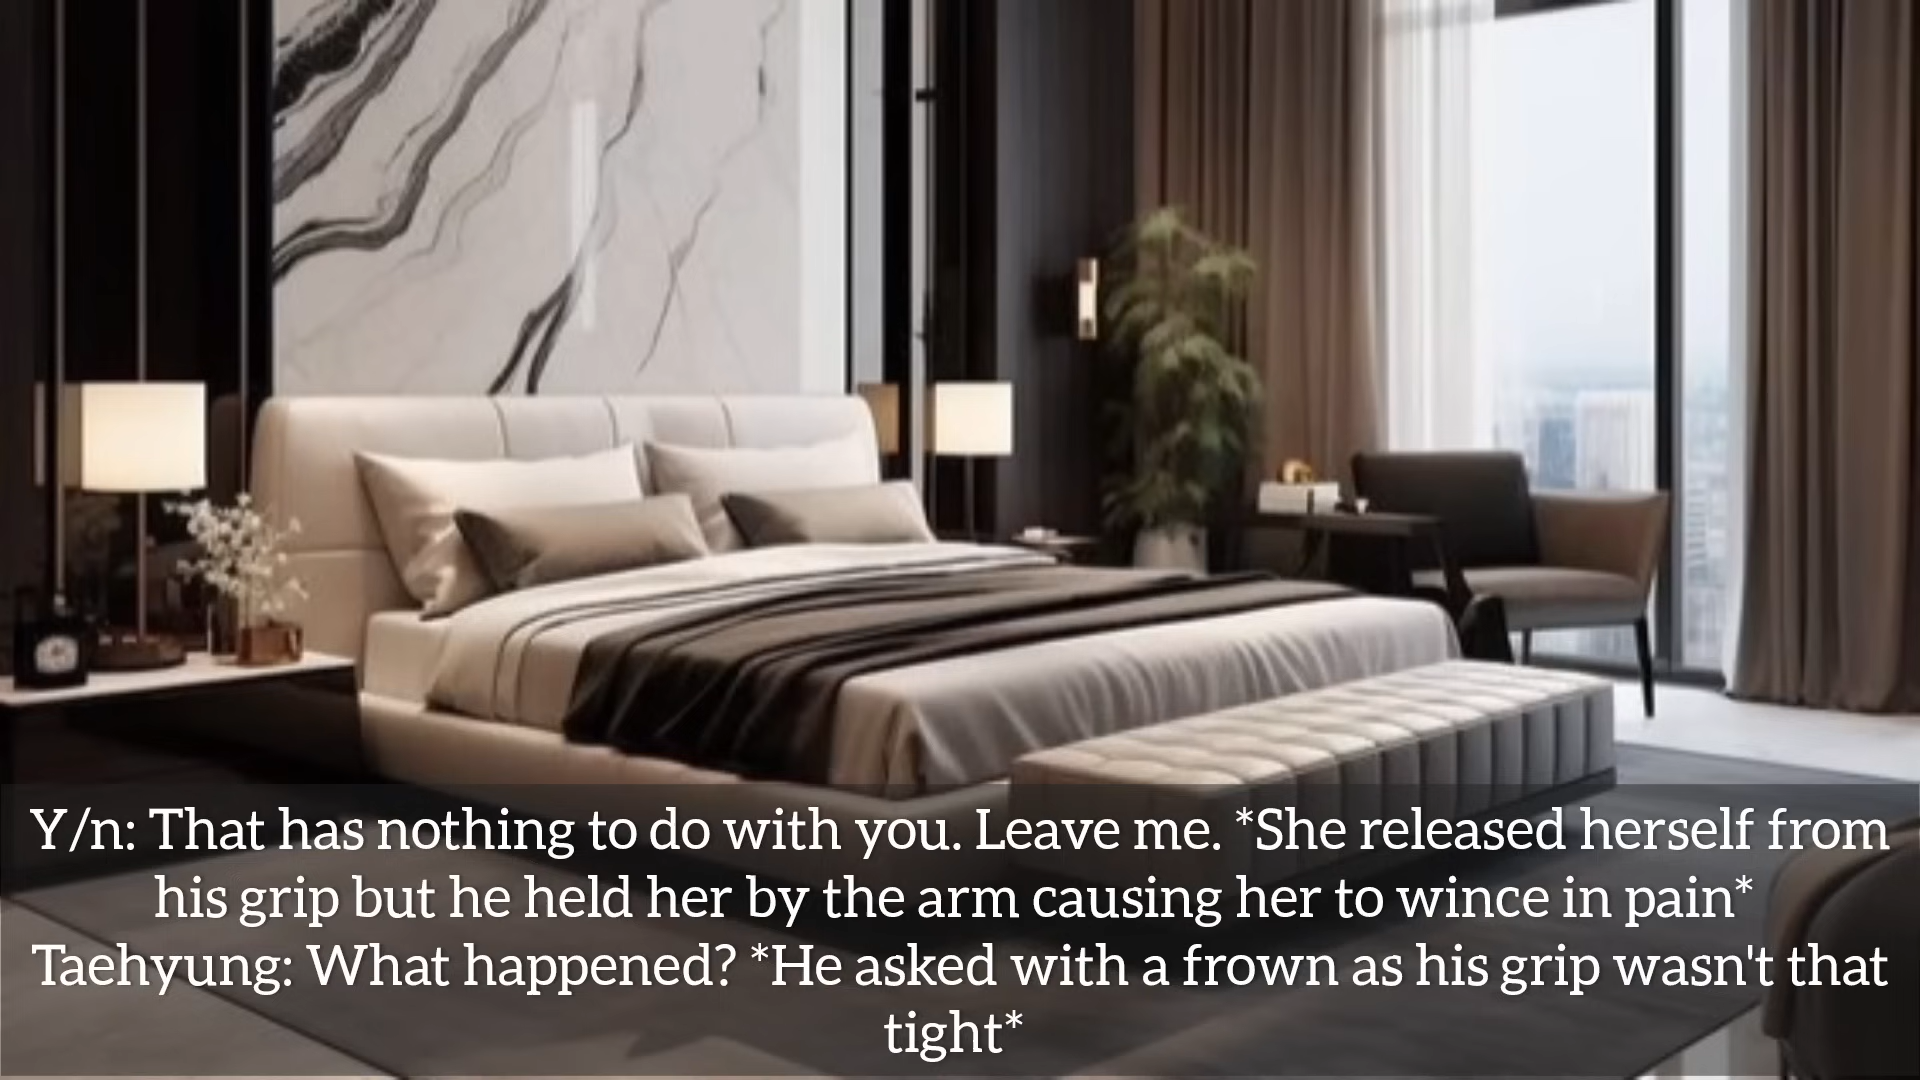 Y/n: That has nothing to do with you. Leave me. *She released herself from
his grip but he held her by the arm causing her to wince in pain*
Taehyung: What happened? *He asked with a frown as his grip wasn't that
tight*